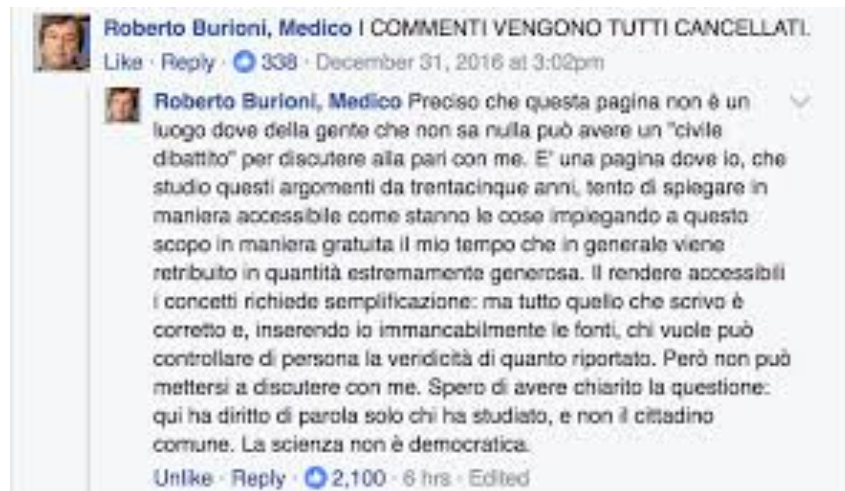 Roberto Burioni, Medico I COMMENTI VENGONO TUTTI CANCELLATI.
Like · Reply · 338 · December 31, 2016 at 3:02pm
Roberto Burioni, Medico Preciso che questa pagina non è un
luogo dove della gente che non sa nulla può avere un "civile
dibattito" per discutere alla pari con me. E' una pagina dove io, che
studio questi argomenti da trentacinque anni, tento di spiegare in
maniera accessibile come stanno le cose impiegando a questo
scopo in maniera gratuita il mio tempo che in generale viene
retribuito in quantità estremamente generosa. Il rendere accessibili
i concetti richiede semplificazione: ma tutto quello che scrivo è
corretto e, inserendo io immancabilmente le fonti, chi vuole può
controllare di persona la veridicità di quanto riportato. Però non può
mettersi a discutere con me. Spero di avere chiarito la questione:
qui ha diritto di parola solo chi ha studiato, e non il cittadino
comune. La scienza non è democratica.
Unlike · Reply · 2,100 · 6 hrs · Edited